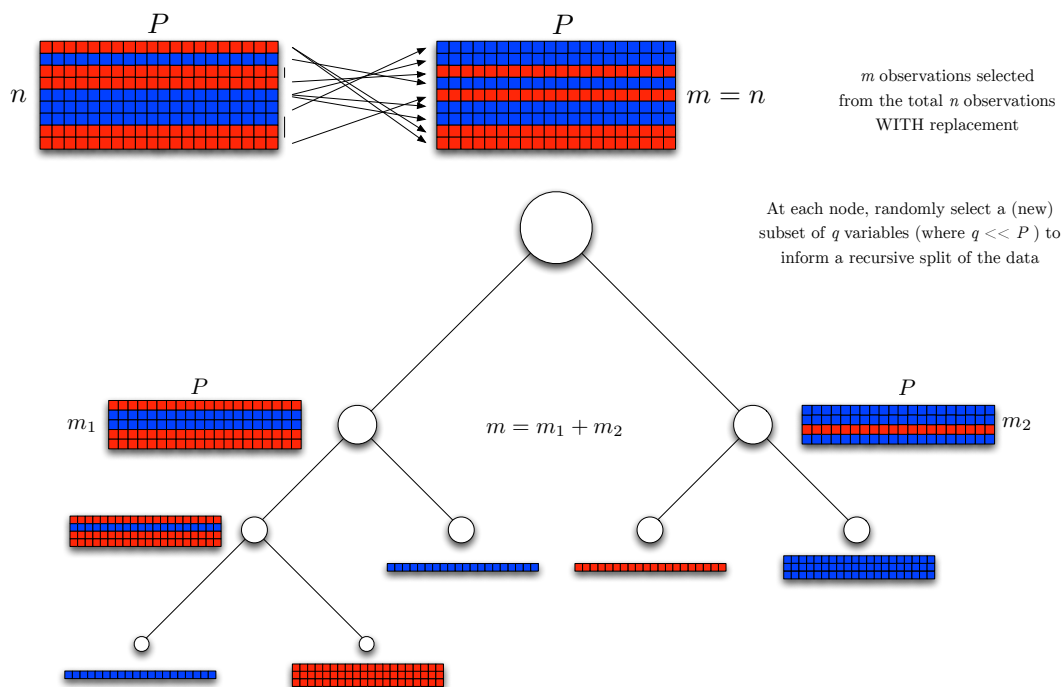 P
P
n
m = n
m observations selected
from the total n observations
WITH replacement
At each node, randomly select a (new)
subset of q variables (where q << P ) to
inform a recursive split of the data
P
P
m₁
m = m₁ + m₂
m₂